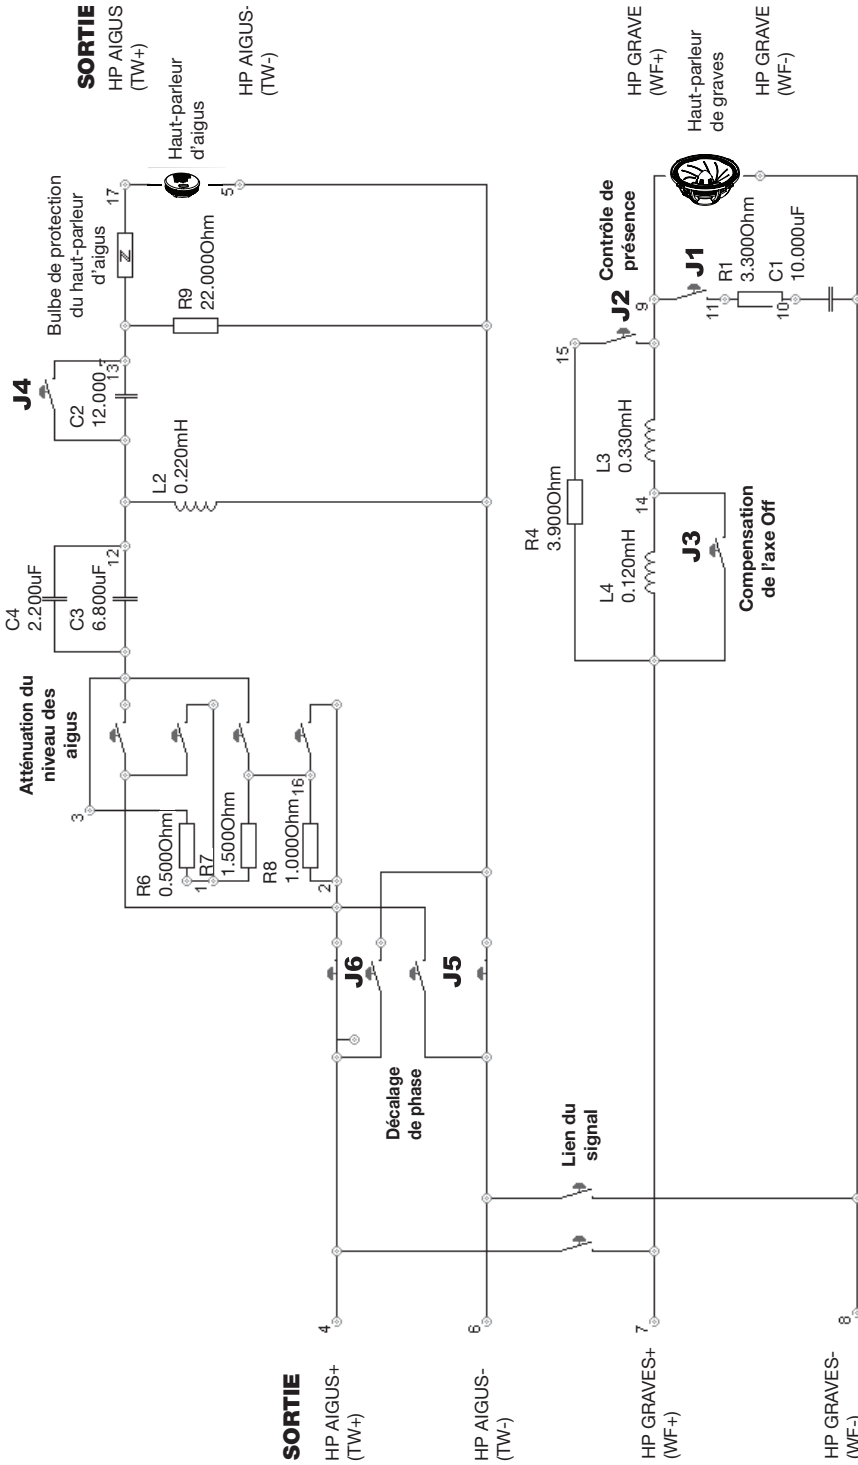 SORTIE
HP AIGUS
(TW+)
HP AIGUS-
(TW-)
HP GRAVE
(WF+)
HP GRAVE
(WF-)
Haut-parleur
d'aigus
Haut-parleur
de graves
Bulbe de protection
du haut-parleur
d'aigus
17
5
Z
R9
22.000Ohm
J4
C2
12.000
13
L2
0.220mH
C4
2.200uF
C3
6.800uF
12
Atténuation du
niveau des
aigus
3
R6
0.500Ohm
1
R7
1.500Ohm
R8
1.000Ohm
16
2
J6
J5
Décalage
de phase
Contrôle de
présence
J2
9
J1
11
R1
3.300Ohm
10
C1
10.000uF
15
R4
3.900Ohm
L3
0.330mH
14
L4
0.120mH
J3
Compensation
de l'axe Off
Lien du
signal
4
6
7
8
SORTIE
HP AIGUS+
(TW+)
HP AIGUS-
(TW-)
HP GRAVES+
(WF+)
HP GRAVES-
(WF-)